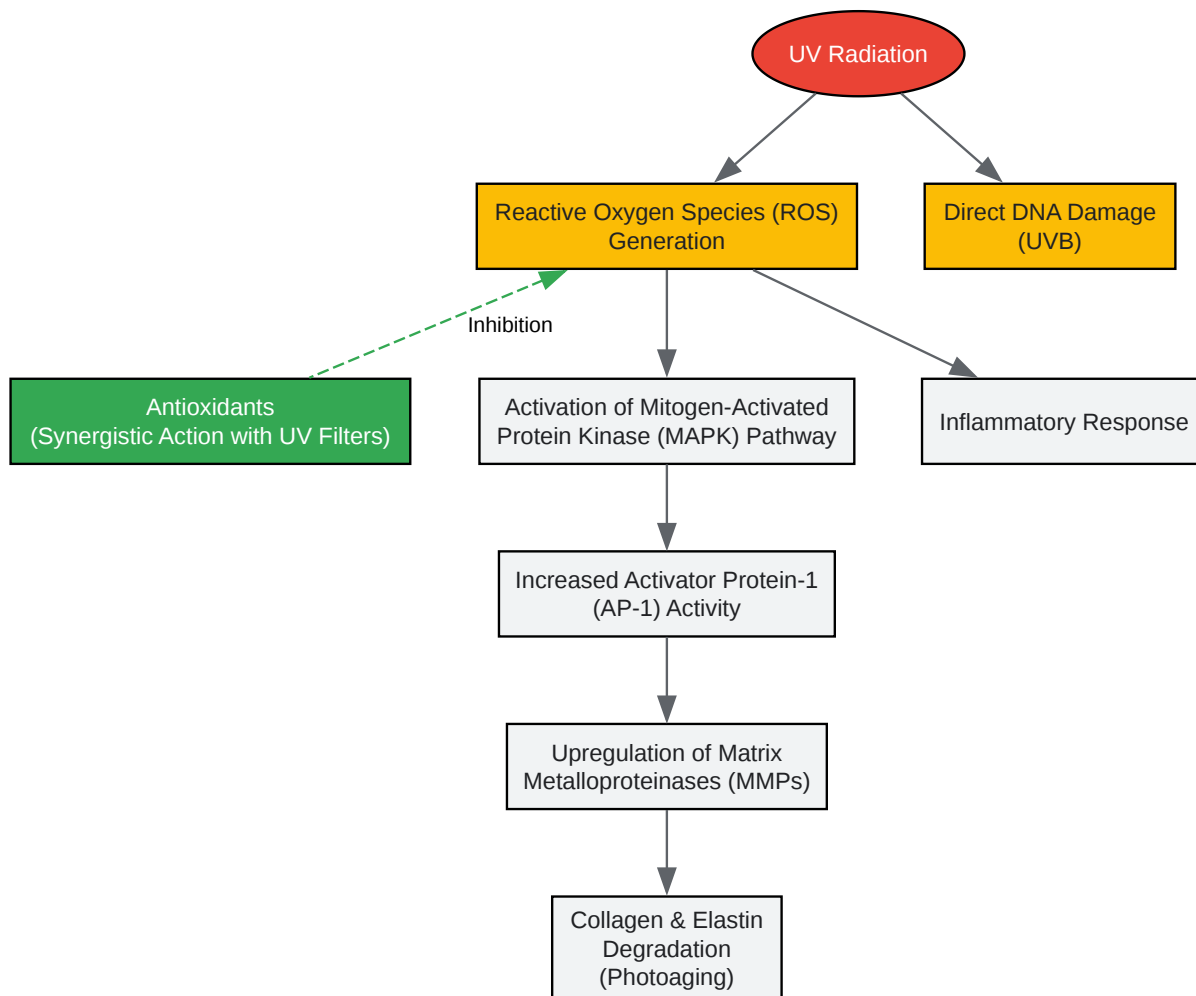 UV Radiation
Reactive Oxygen Species (ROS)
Generation
Direct DNA Damage
(UVB)
Inhibition
Antioxidants
(Synergistic Action with UV Filters)
Activation of Mitogen-Activated
Protein Kinase (MAPK) Pathway
Inflammatory Response
Increased Activator Protein-1
(AP-1) Activity
Upregulation of Matrix
Metalloproteinases (MMPs)
Collagen & Elastin
Degradation
(Photoaging)